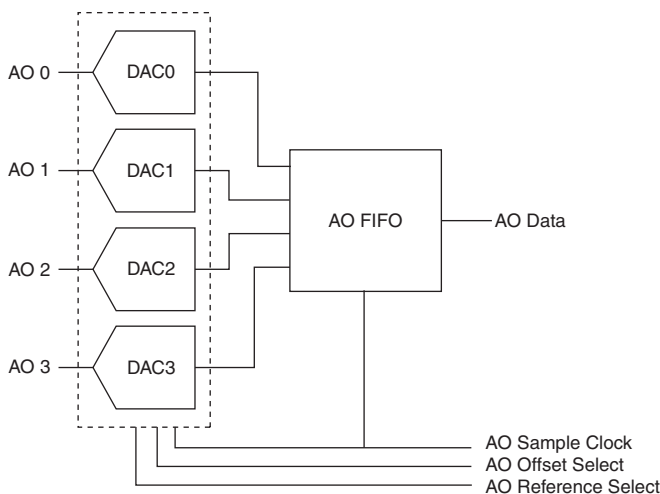 AO 0
DAC0
AO 1
DAC1
AO FIFO
AO Data
AO 2
DAC2
AO 3
DAC3
AO Sample Clock
AO Offset Select
AO Reference Select